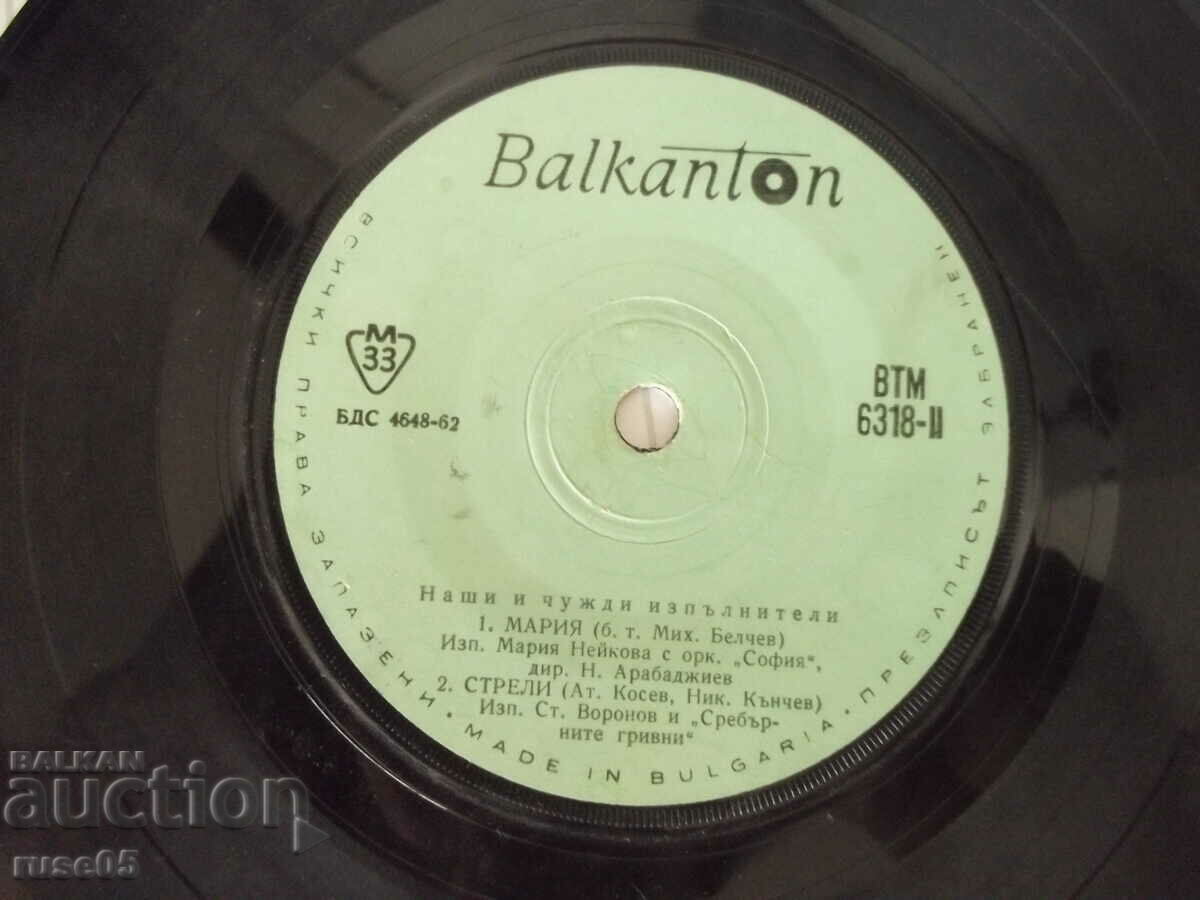 Balkanton
M
33
БДС 4648-62
ВТМ
6318-II
Наши и чужди изпълнители
1. МАРИЯ (б. т. Мих. Белчев)
Изп. Мария Нейкова с орк. „София“,
дир. Н. Арабаджиев
2. СТРЕЛИ (Ат. Косев, Ник. Кънчев)
Изп. Ст. Воронов и „Сребър-
ните гривни“
ВСИЧКИ ПРАВА ЗАПАЗЕНИ · MADE IN BULGARIA · ПРЕЗАПИСЪТ ЗАБРАНЕН
BALKAN
auction
ruse05